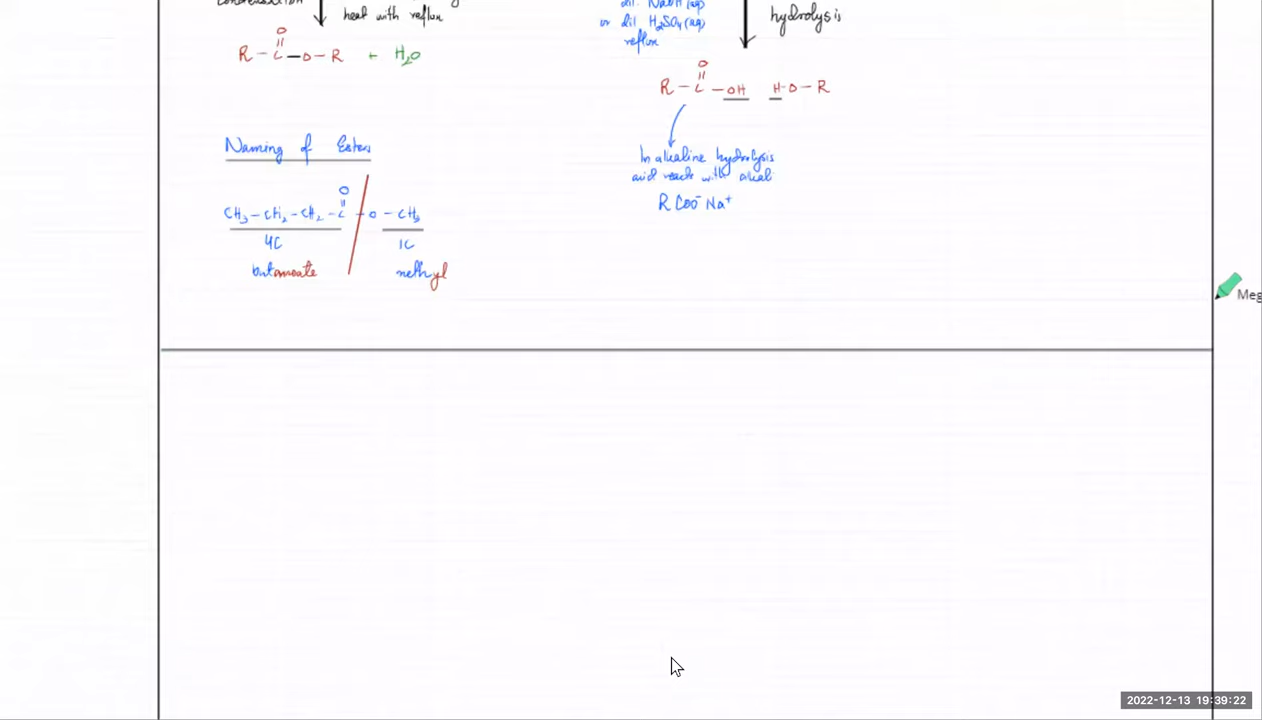 heat with reflux
O
||
R - C - O - R + H₂O
dil. NaOH (aq)
or dil H₂SO₄ (aq)
reflux
hydrolysis
O
||
R - C - OH H - O - R
In alkaline hydrolysis
acid reacts with alkali
R COO⁻ Na⁺
Naming of Esters
O
||
CH₃ - CH₂ - CH₂ - C - O - CH₃
4C 1C
butanoate methyl
Meg
2022-12-13 19:39:22